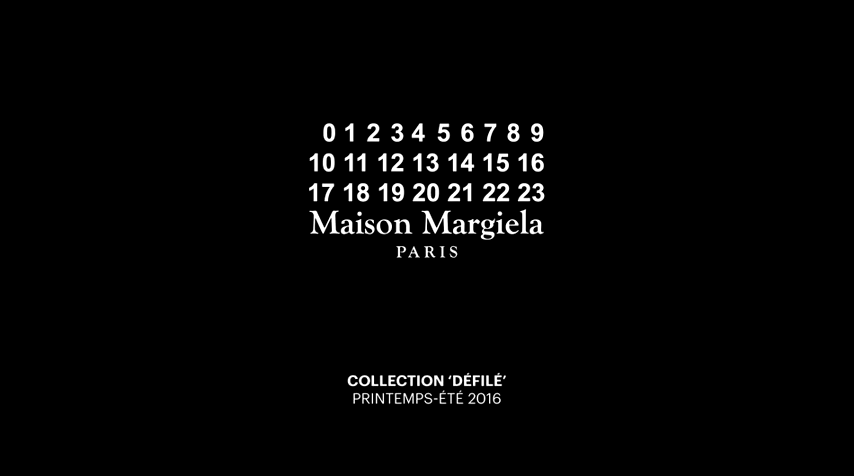 0 1 2 3 4 5 6 7 8 9
10 11 12 13 14 15 16
17 18 19 20 21 22 23
Maison Margiela
PARIS
COLLECTION ‘DÉFILÉ’
PRINTEMPS-ÉTÉ 2016